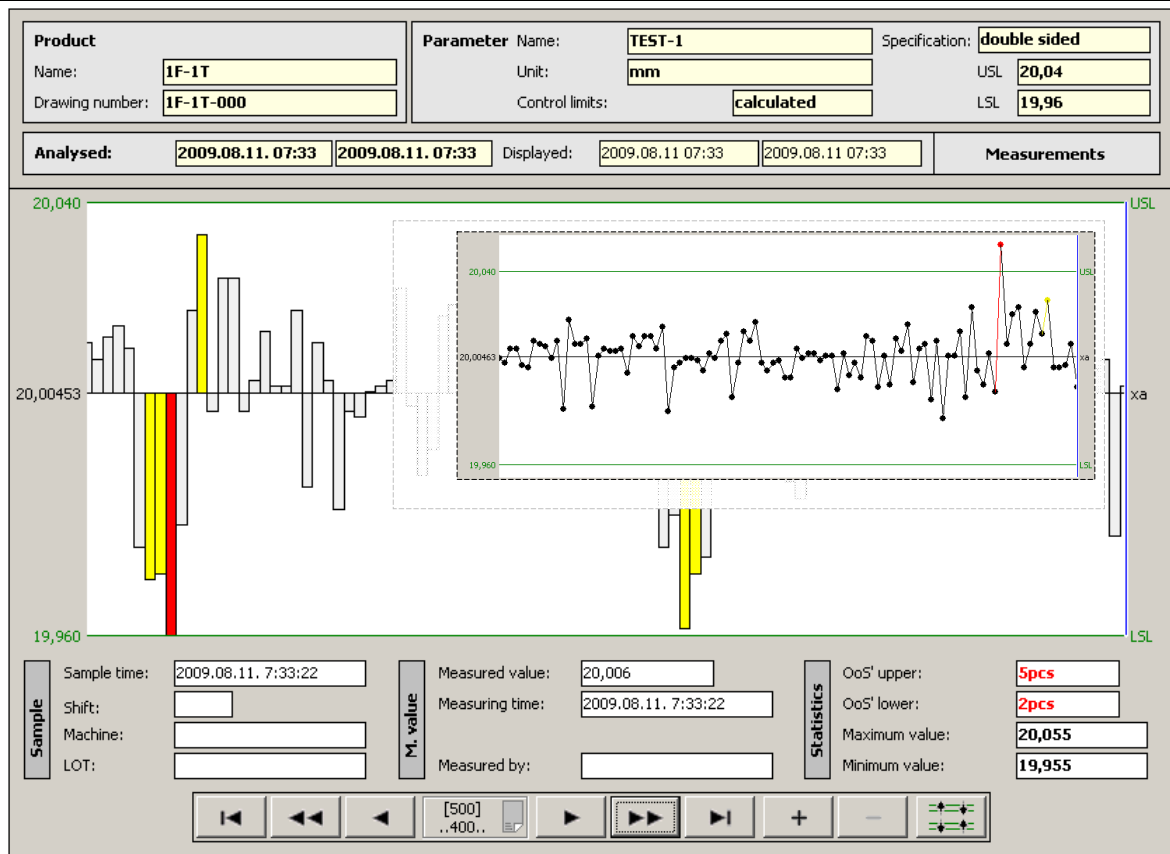 Product
Name: 1F-1T
Drawing number: 1F-1T-000
Parameter Name: TEST-1
Unit: mm
Control limits: calculated
Specification: double sided
USL 20,04
LSL 19,96
Analysed: 2009.08.11. 07:33 2009.08.11. 07:33 Displayed: 2009.08.11 07:33 2009.08.11 07:33 Measurements
20,040 USL
20,040 USL
20,00463 xa
20,00453 xa
19,960 LSL
19,960 LSL
Sample
Sample time: 2009.08.11. 7:33:22
Shift:
Machine:
LOT:
M. value
Measured value: 20,006
Measuring time: 2009.08.11. 7:33:22
Measured by:
Statistics
OoS' upper: 5pcs
OoS' lower: 2pcs
Maximum value: 20,055
Minimum value: 19,955
[500]
..400..